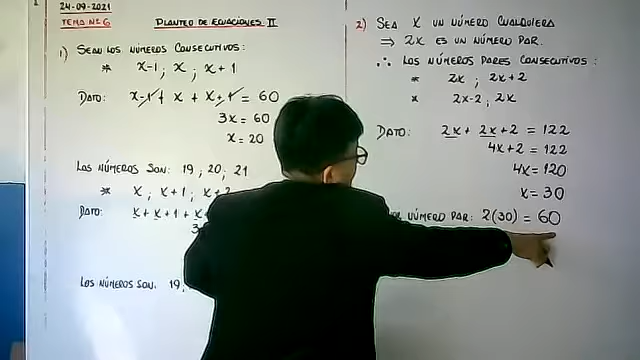 24-09-2021
TEMA Nº6 PLANTEO DE ECUACIONES II
1) SEAN LOS NÚMEROS CONSECUTIVOS:
* x-1 ; x ; x+1
DATO: x-1 + x + x+1 = 60
3x = 60
x = 20
LOS NÚMEROS SON: 19 ; 20 ; 21
* x , x+1 , x+2
DATO: x + x+1 + x+
3
LOS NÚMEROS SON: 19;
2) SEA X UN NÚMERO CUALQUIERA
⇒ 2X ES UN NÚMERO PAR.
∴ LOS NÚMEROS PARES CONSECUTIVOS:
* 2x ; 2x+2
* 2x-2 ; 2x
DATO: 2x + 2x+2 = 122
4x+2 = 122
4x = 120
x = 30
NÚMERO PAR: 2(30) = 60